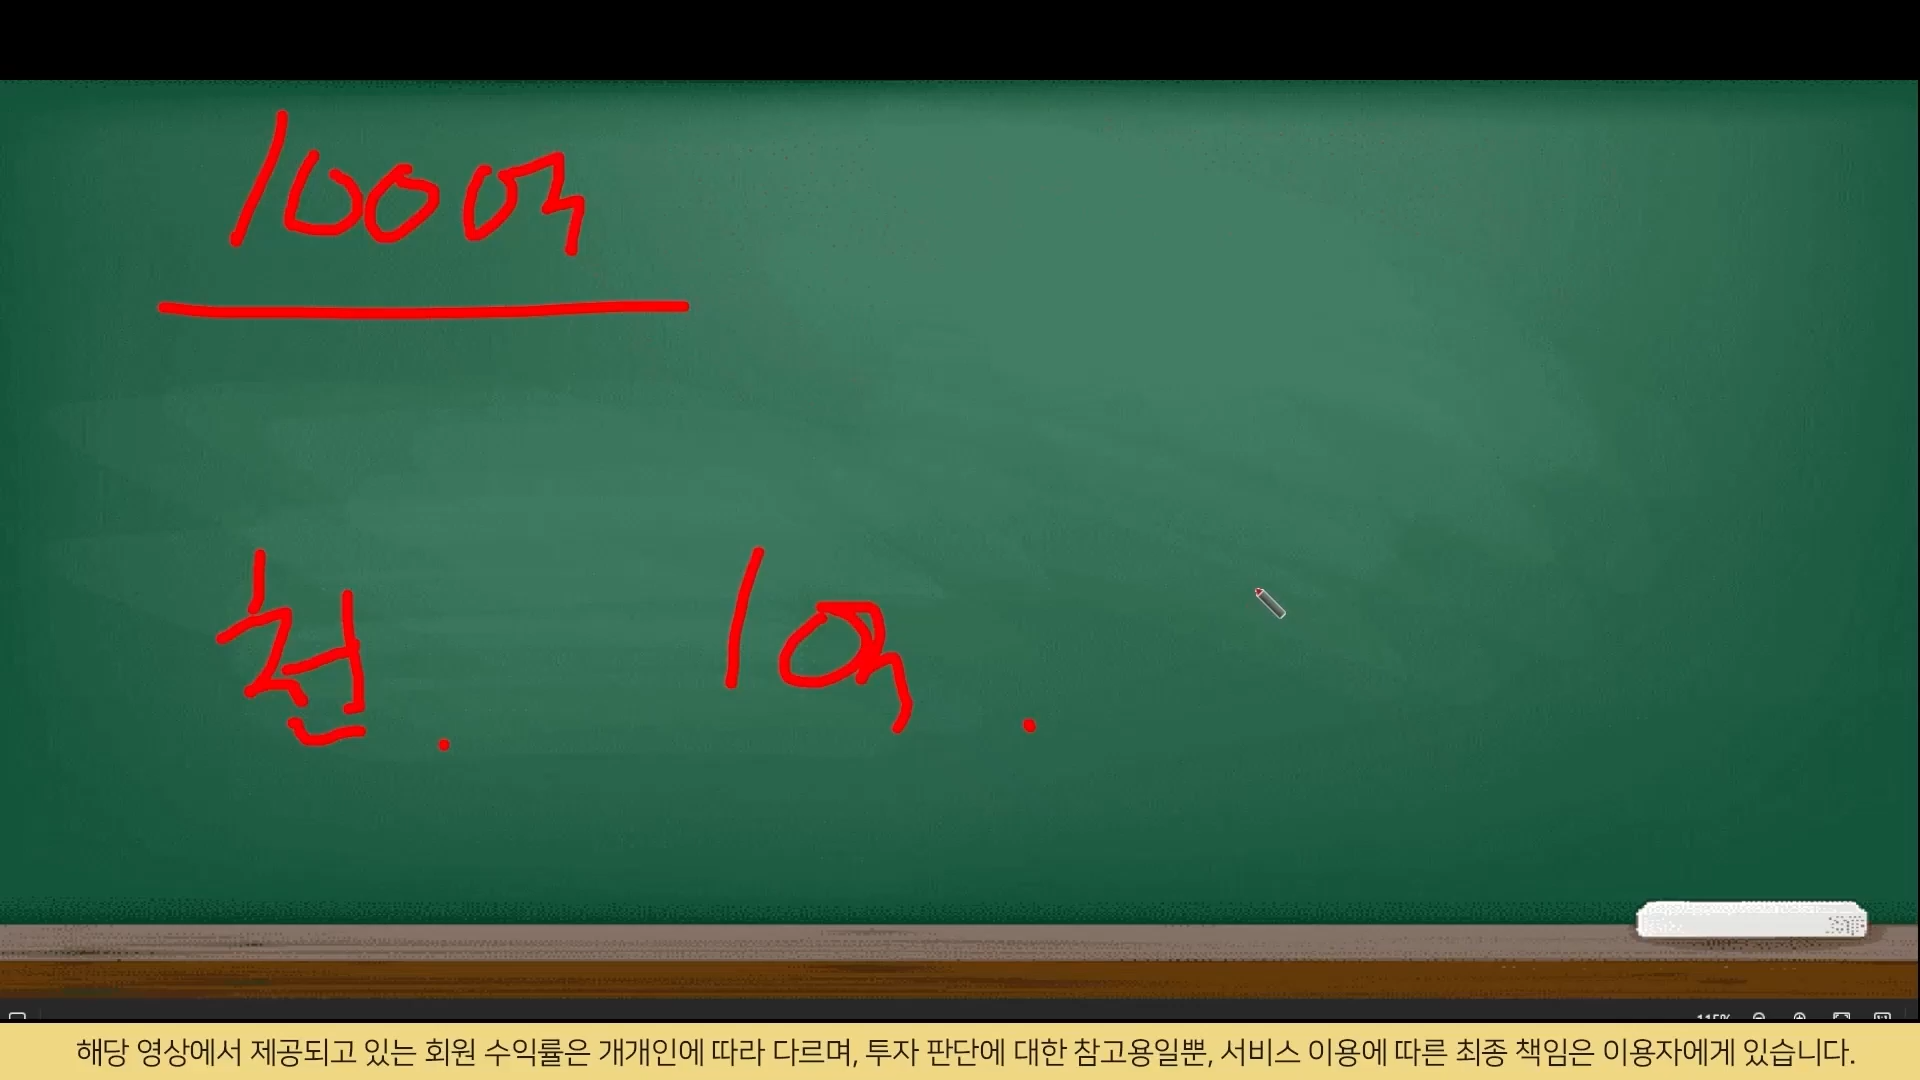 100억
천.
1억.
115%
해당 영상에서 제공되고 있는 회원 수익률은 개개인에 따라 다르며, 투자 판단에 대한 참고용일뿐, 서비스 이용에 따른 최종 책임은 이용자에게 있습니다.